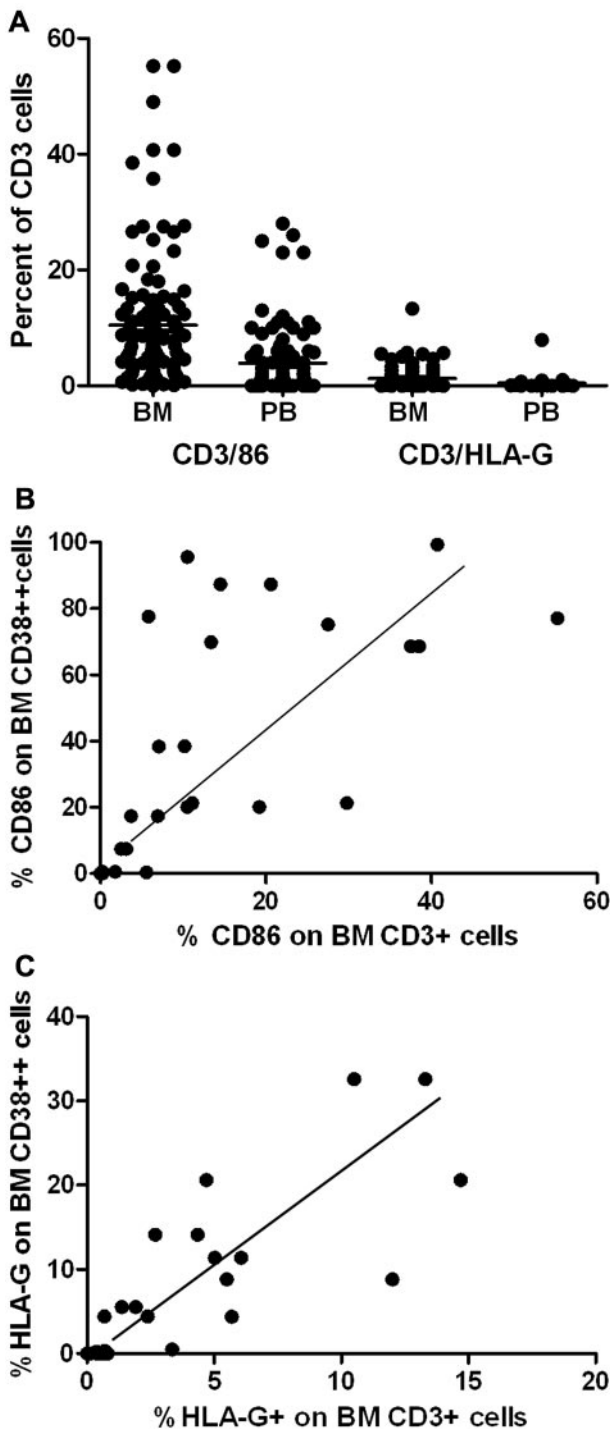 A
Percent of CD3 cells
60
40
20
0
BM PB BM PB
CD3/86 CD3/HLA-G
B
% CD86 on BM CD38++cells
100
80
60
40
20
0
0 20 40 60
% CD86 on BM CD3+ cells
C
% HLA-G on BM CD38++ cells
40
30
20
10
0
0 5 10 15 20
% HLA-G+ on BM CD3+ cells